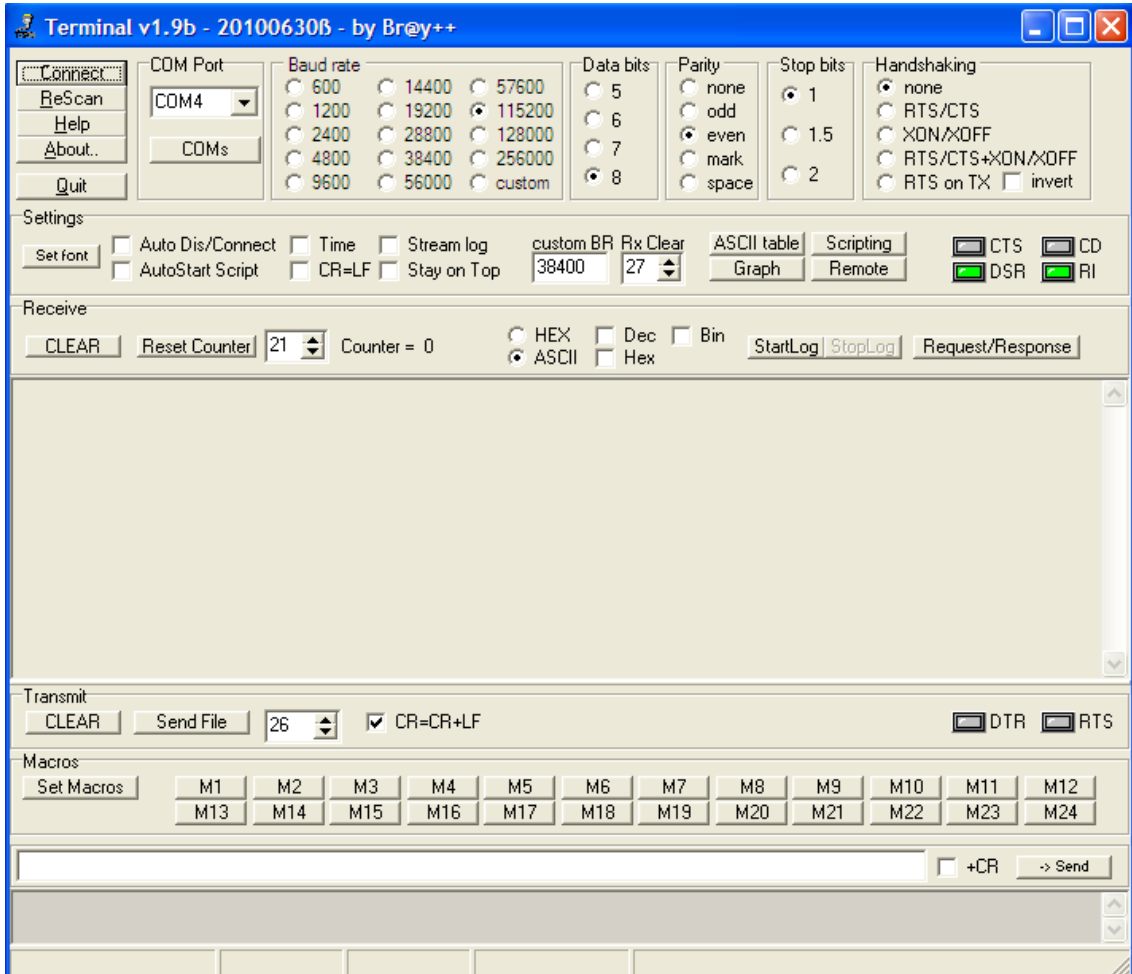 Terminal v1.9b - 20100630ß - by Br@y++
Connect
ReScan
Help
About..
Quit
COM Port
COM4
COMs
Baud rate
600 14400 57600
1200 19200 115200
2400 28800 128000
4800 38400 256000
9600 56000 custom
Data bits
5
6
7
8
Parity
none
odd
even
mark
space
Stop bits
1
1.5
2
Handshaking
none
RTS/CTS
XON/XOFF
RTS/CTS+XON/XOFF
RTS on TX invert
Settings
Set font
Auto Dis/Connect Time Stream log
AutoStart Script CR=LF Stay on Top
custom BR Rx Clear
38400 27
ASCII table Scripting
Graph Remote
CTS CD
DSR RI
Receive
CLEAR Reset Counter 21 Counter = 0
HEX Dec Bin
ASCII Hex
StartLog StopLog Request/Response
Transmit
CLEAR Send File 26 CR=CR+LF DTR RTS
Macros
Set Macros M1 M2 M3 M4 M5 M6 M7 M8 M9 M10 M11 M12
M13 M14 M15 M16 M17 M18 M19 M20 M21 M22 M23 M24
+CR -> Send